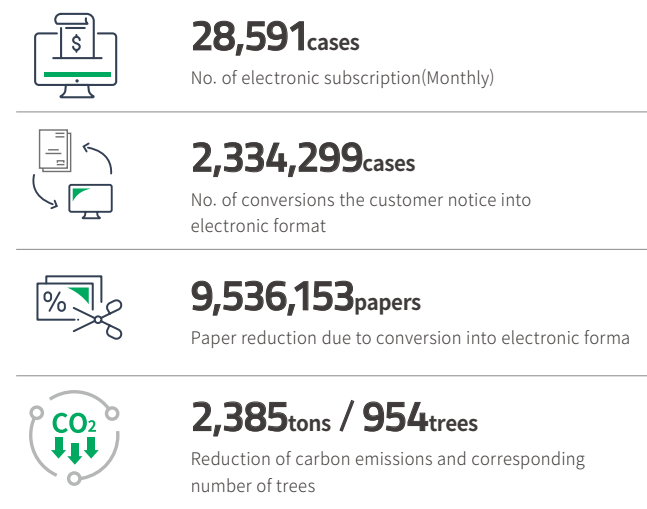 $
28,591cases
No. of electronic subscription(Monthly)
2,334,299cases
No. of conversions the customer notice into
electronic format
%
9,536,153papers
Paper reduction due to conversion into electronic forma
CO2
2,385tons / 954trees
Reduction of carbon emissions and corresponding
number of trees